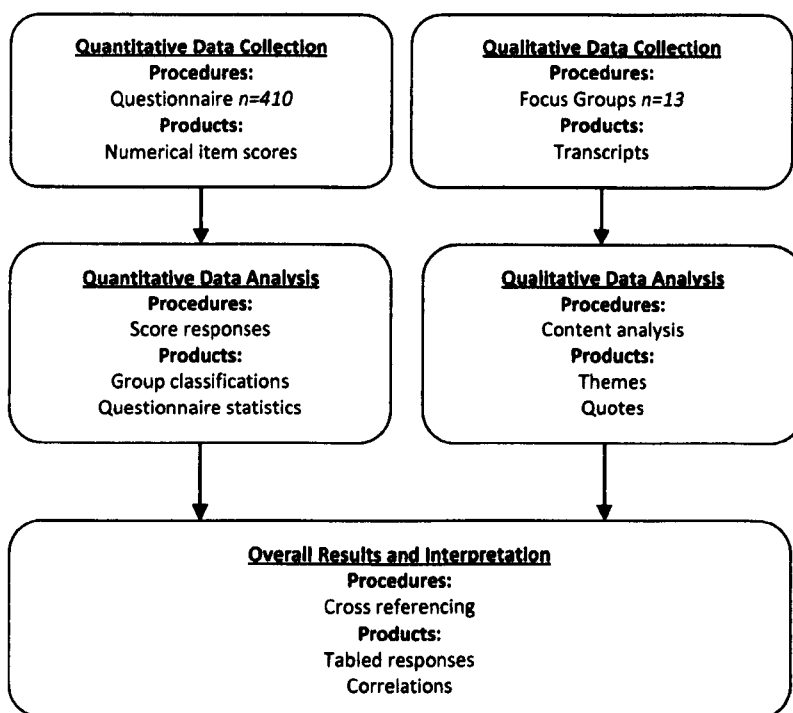 Quantitative Data Collection
Procedures:
Questionnaire n=410
Products:
Numerical item scores
Qualitative Data Collection
Procedures:
Focus Groups n=13
Products:
Transcripts
Quantitative Data Analysis
Procedures:
Score responses
Products:
Group classifications
Questionnaire statistics
Qualitative Data Analysis
Procedures:
Content analysis
Products:
Themes
Quotes
Overall Results and Interpretation
Procedures:
Cross referencing
Products:
Tabled responses
Correlations